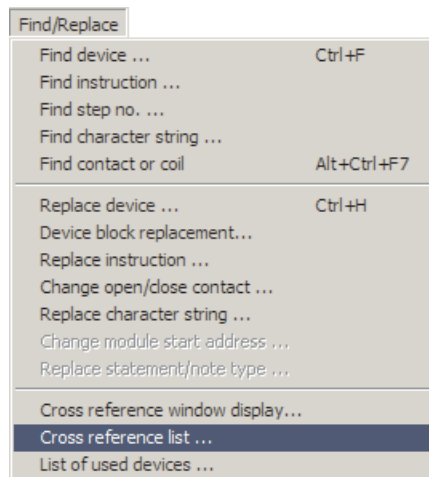 Find/Replace
Find device ... Ctrl+F
Find instruction ...
Find step no. ...
Find character string ...
Find contact or coil Alt+Ctrl+F7
Replace device ... Ctrl+H
Device block replacement...
Replace instruction ...
Change open/close contact ...
Replace character string ...
Change module start address ...
Replace statement/note type ...
Cross reference window display...
Cross reference list ...
List of used devices ...